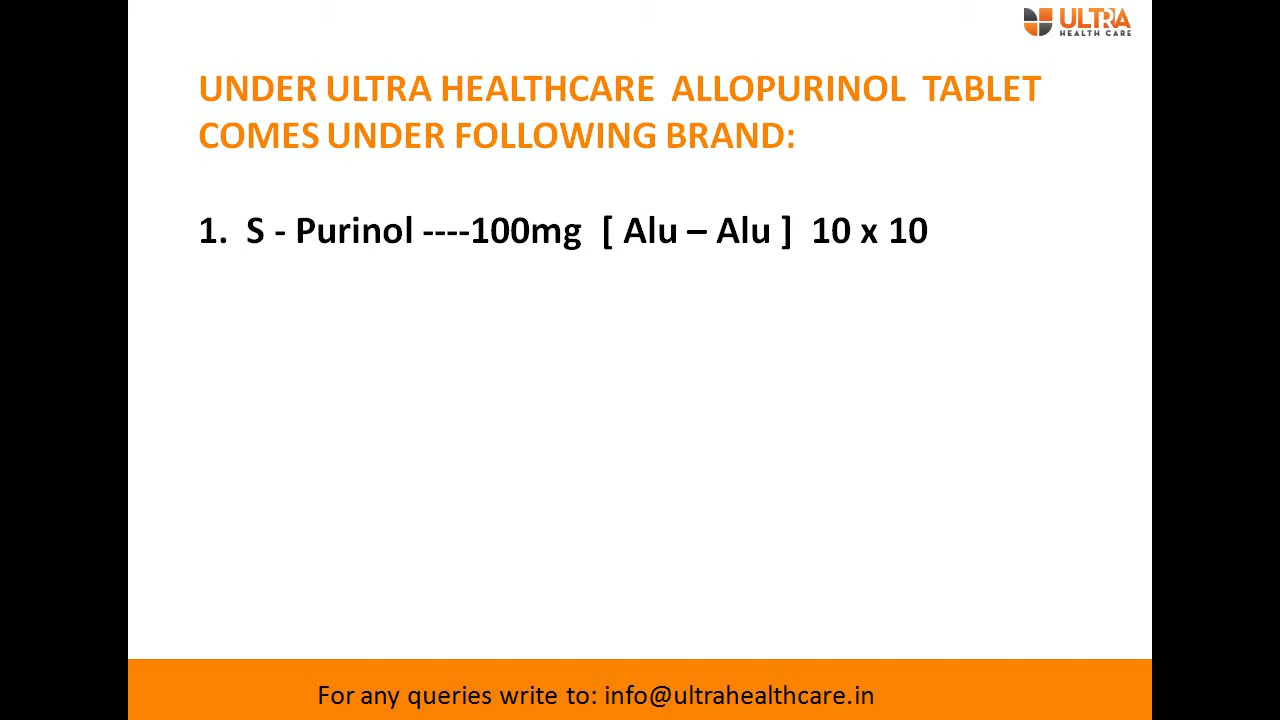 ULTRA
HEALTH CARE
UNDER ULTRA HEALTHCARE ALLOPURINOL TABLET
COMES UNDER FOLLOWING BRAND:
1. S - Purinol ----100mg [ Alu – Alu ] 10 x 10
For any queries write to: info@ultrahealthcare.in